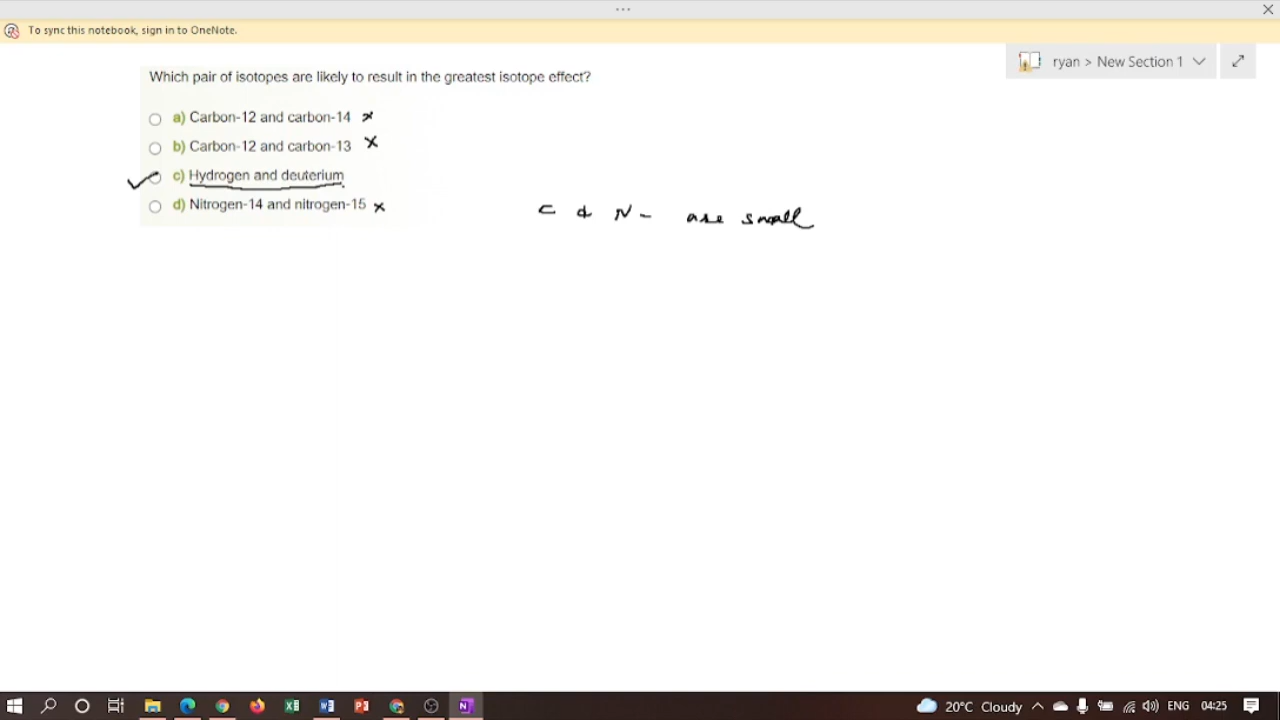 To sync this notebook, sign in to OneNote.
ryan > New Section 1
Which pair of isotopes are likely to result in the greatest isotope effect?
a) Carbon-12 and carbon-14 x
b) Carbon-12 and carbon-13 x
c) Hydrogen and deuterium
d) Nitrogen-14 and nitrogen-15 x
C & N - are small
20°C Cloudy ENG 04:25